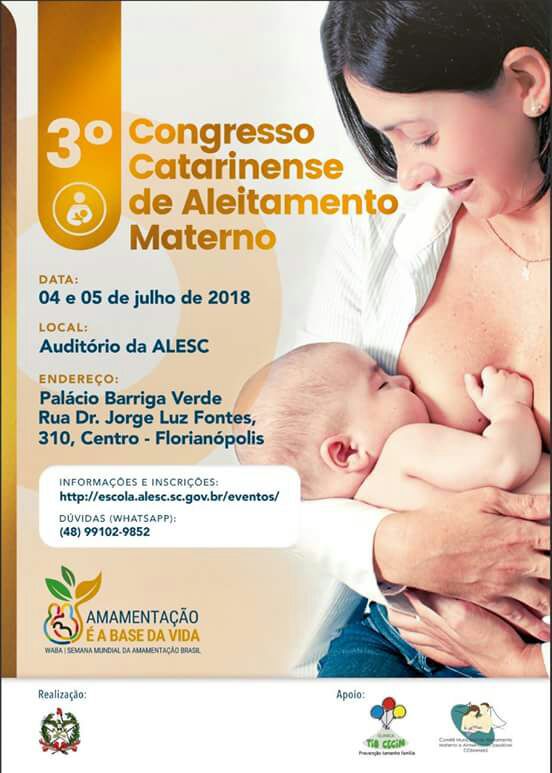 3º Congresso
Catarinense
de Aleitamento
Materno
DATA:
04 e 05 de julho de 2018
LOCAL:
Auditório da ALESC
ENDEREÇO:
Palácio Barriga Verde
Rua Dr. Jorge Luz Fontes,
310, Centro - Florianópolis
INFORMAÇÕES E INSCRIÇÕES:
http://escola.alesc.sc.gov.br/eventos/
DÚVIDAS (WHATSAPP):
(48) 99102-9852
AMAMENTAÇÃO
É A BASE DA VIDA
WABA | SEMANA MUNDIAL DA AMAMENTAÇÃO BRASIL
Realização:
Apoio:
TIO CECIM
Prevenção tamanho família